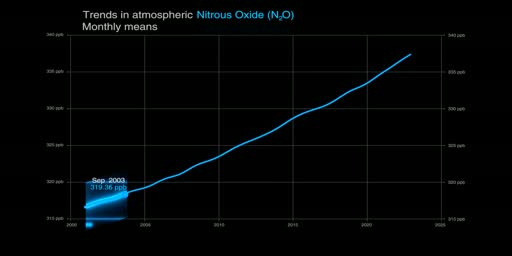 Trends in atmospheric Nitrous Oxide (N₂O)
Monthly means
340 ppb 340 ppb
335 ppb 335 ppb
330 ppb 330 ppb
325 ppb 325 ppb
320 ppb 320 ppb
315 ppb 315 ppb
Sep 2003
319.36 ppb
2000 2005 2010 2015 2020 2025